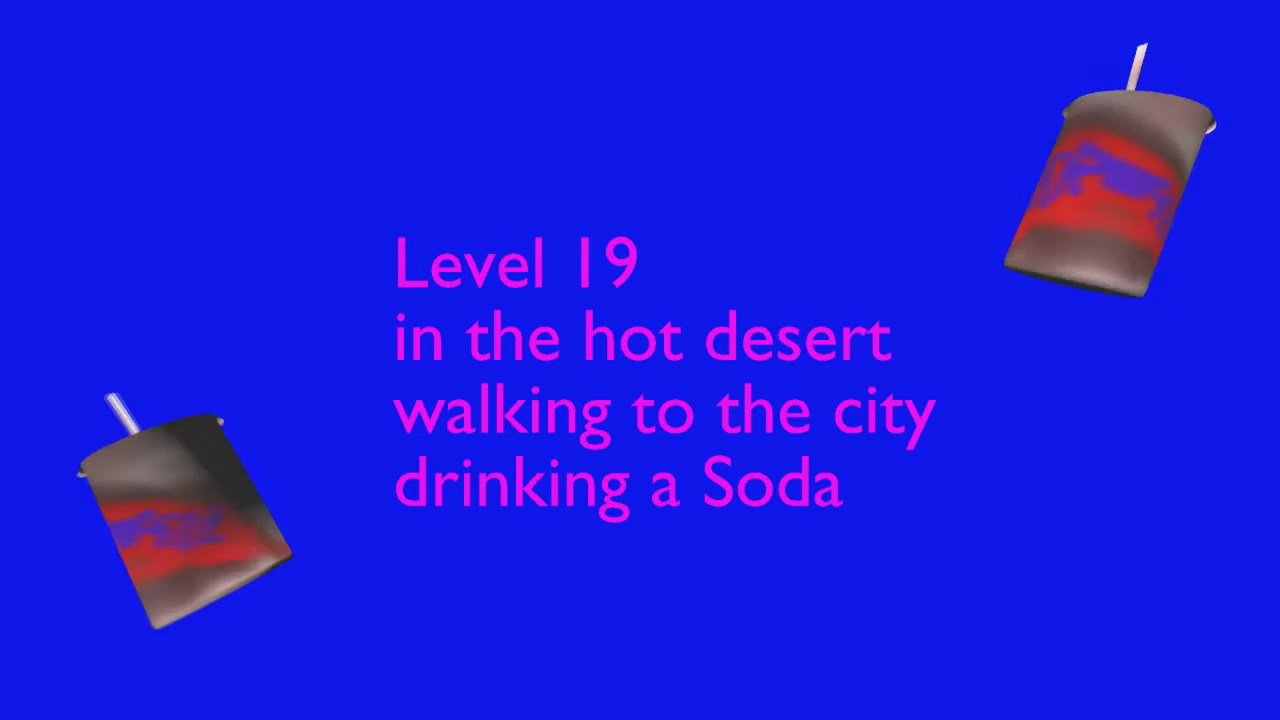 Level 19
in the hot desert
walking to the city
drinking a Soda